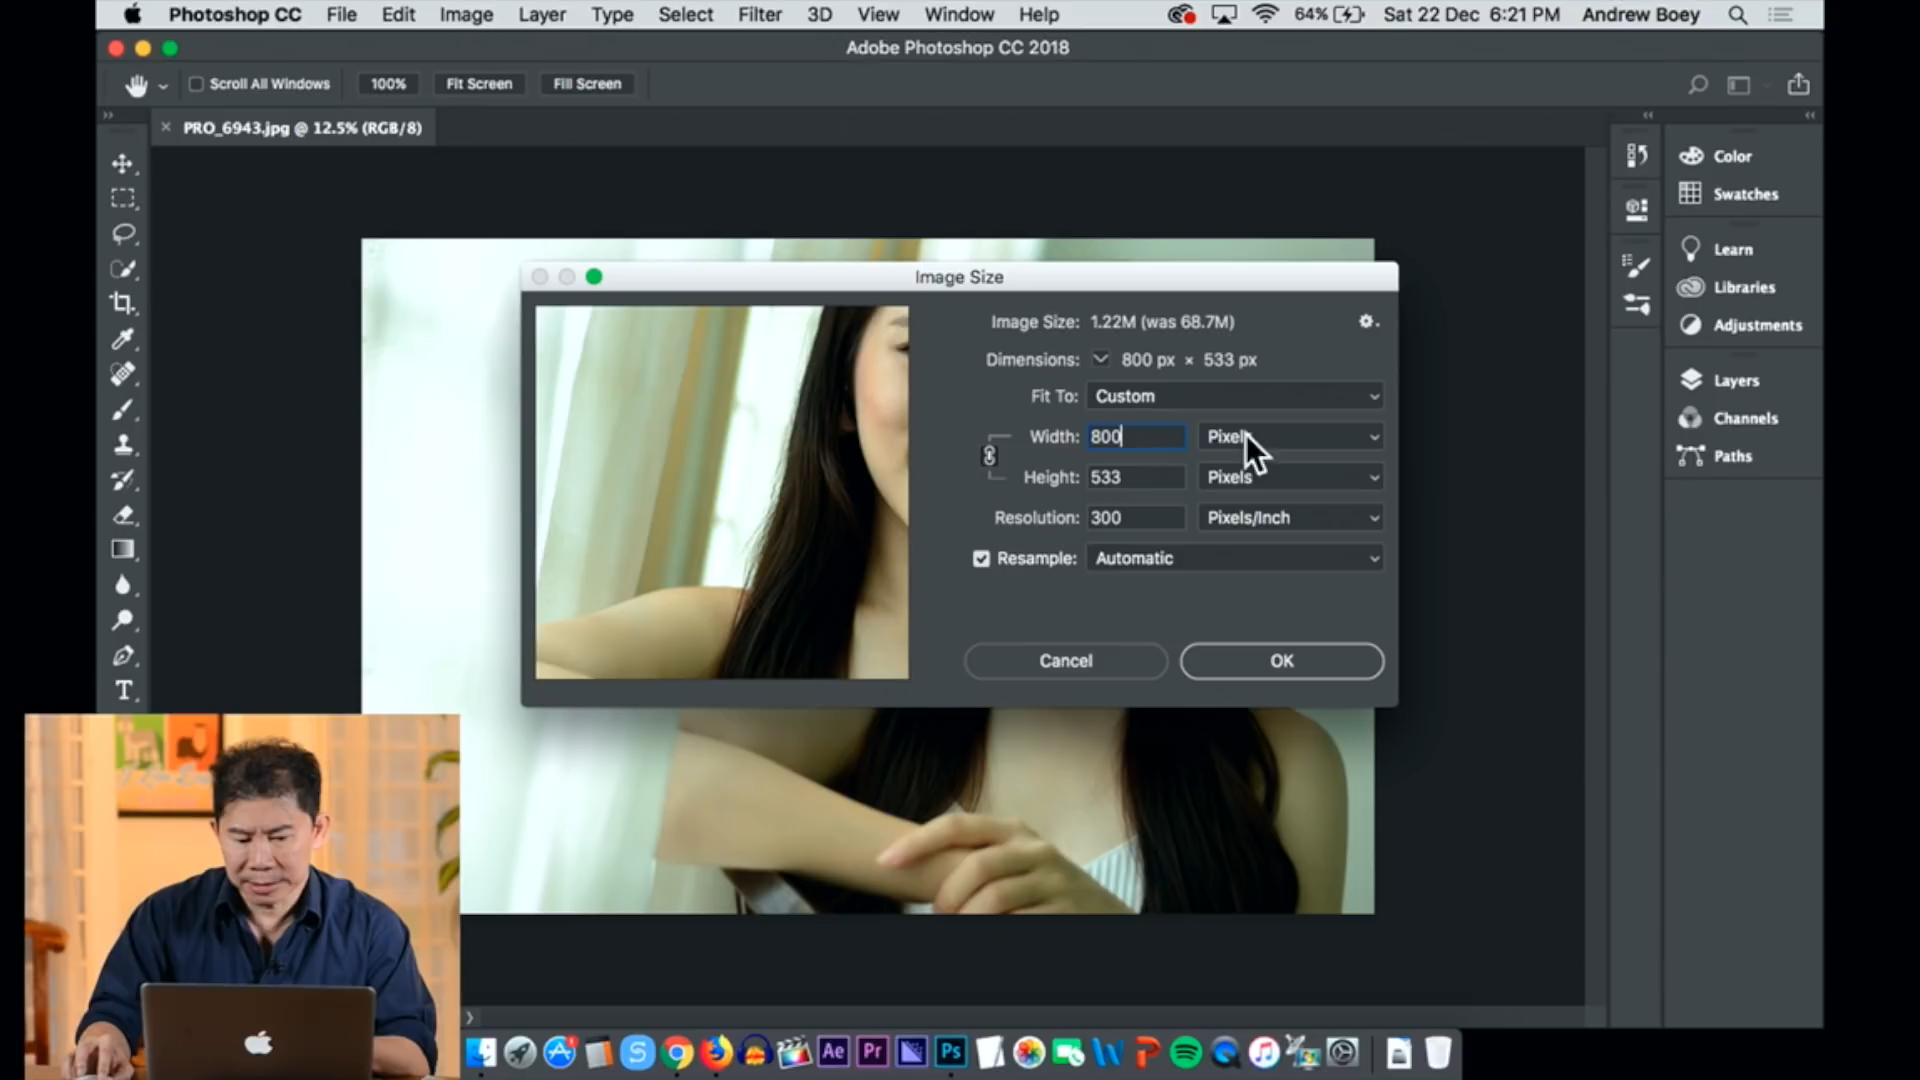 Photoshop CC File Edit Image Layer Type Select Filter 3D View Window Help 64% Sat 22 Dec 6:21 PM Andrew Boey
Adobe Photoshop CC 2018
Scroll All Windows 100% Fit Screen Fill Screen
PRO_6943.jpg @ 12.5% (RGB/8)
Color
Swatches
Learn
Libraries
Adjustments
Layers
Channels
Paths
Image Size
Image Size: 1.22M (was 68.7M)
Dimensions: 800 px × 533 px
Fit To: Custom
Width: 800 Pixels
Height: 533 Pixels
Resolution: 300 Pixels/Inch
Resample: Automatic
Cancel OK
T
Ae Pr Ps